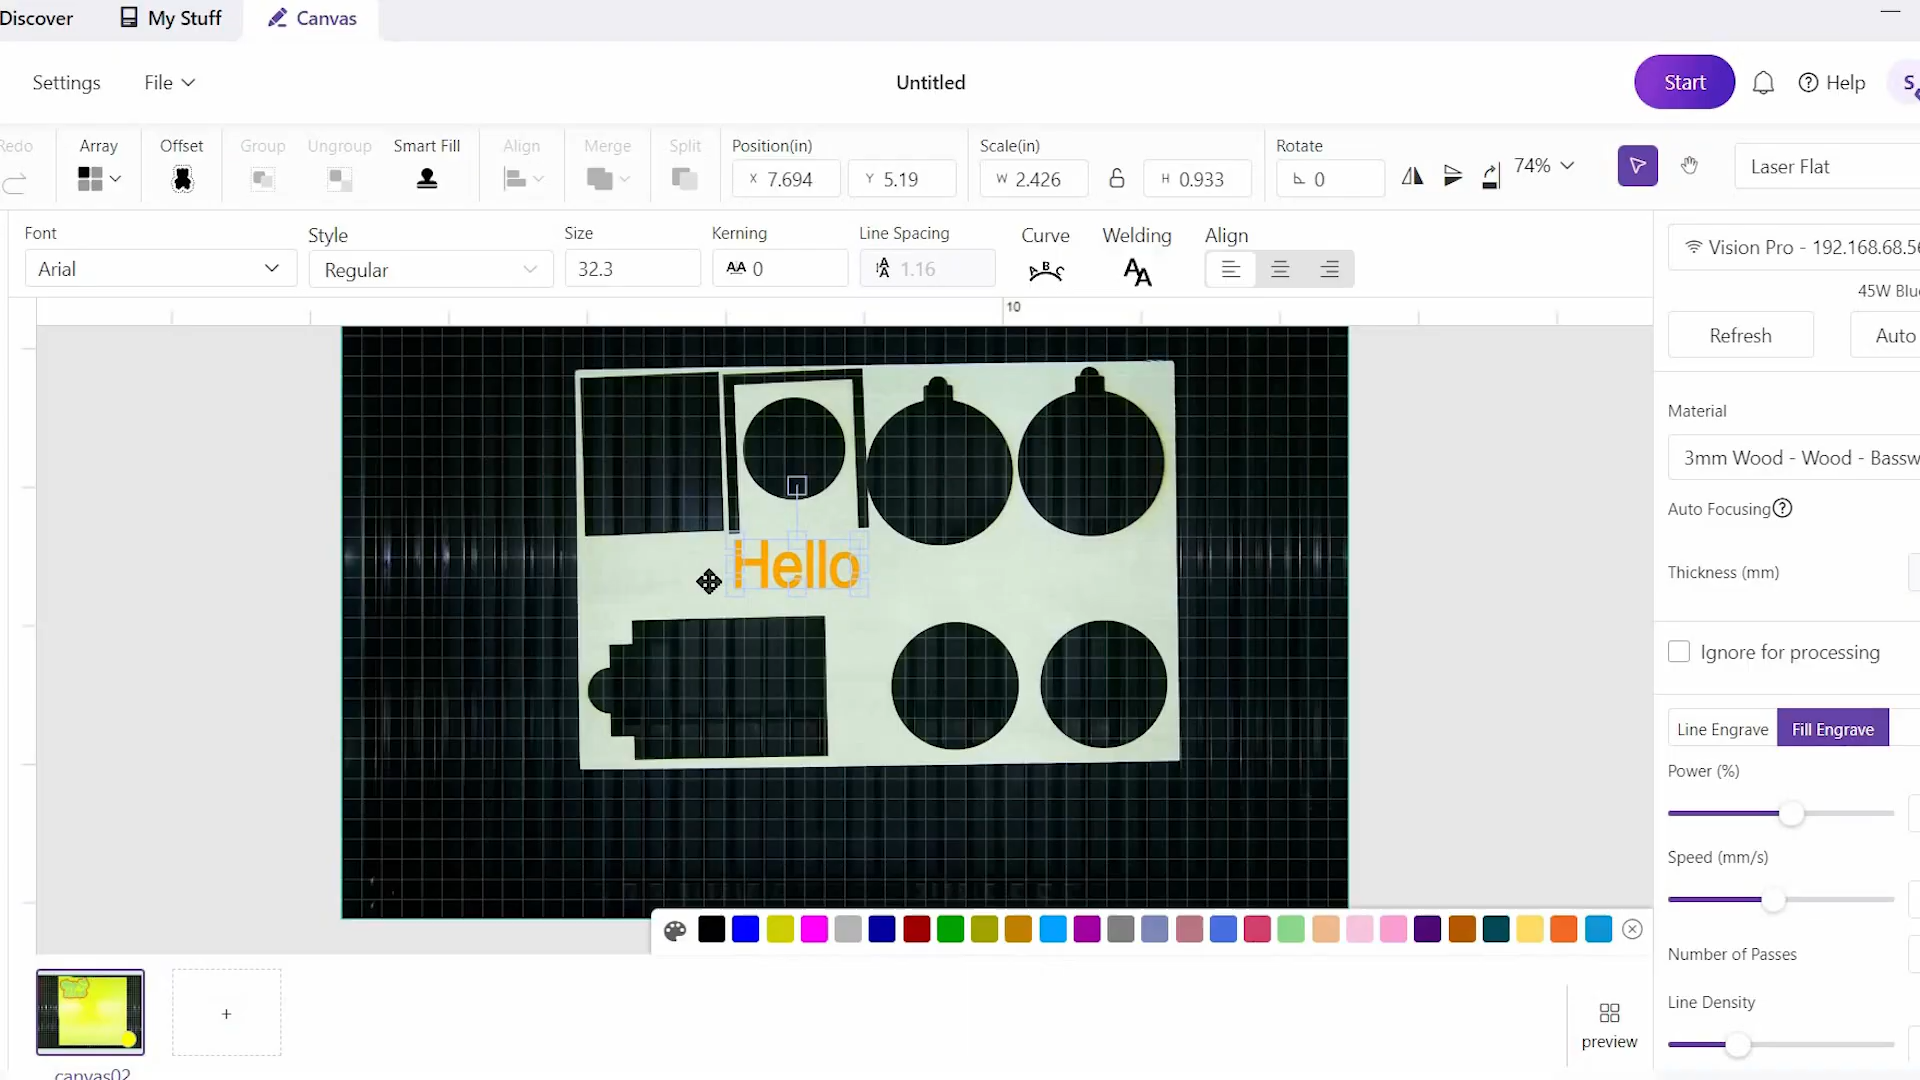 Discover My Stuff Canvas
Settings File Untitled Start Help S
Redo Array Offset Group Ungroup Smart Fill Align Merge Split Position(in) Scale(in) Rotate
X 7.694 Y 5.19 W 2.426 H 0.933 0 74% Laser Flat
Font Style Size Kerning Line Spacing Curve Welding Align
Arial Regular 32.3 0 1.16
Vision Pro - 192.168.68.5
45W Blu
10
Refresh Auto
Material
3mm Wood - Wood - Bassw
Auto Focusing
Hello
Thickness (mm)
Ignore for processing
Line Engrave Fill Engrave
Power (%)
Speed (mm/s)
Number of Passes
Line Density
+
preview
canvas02